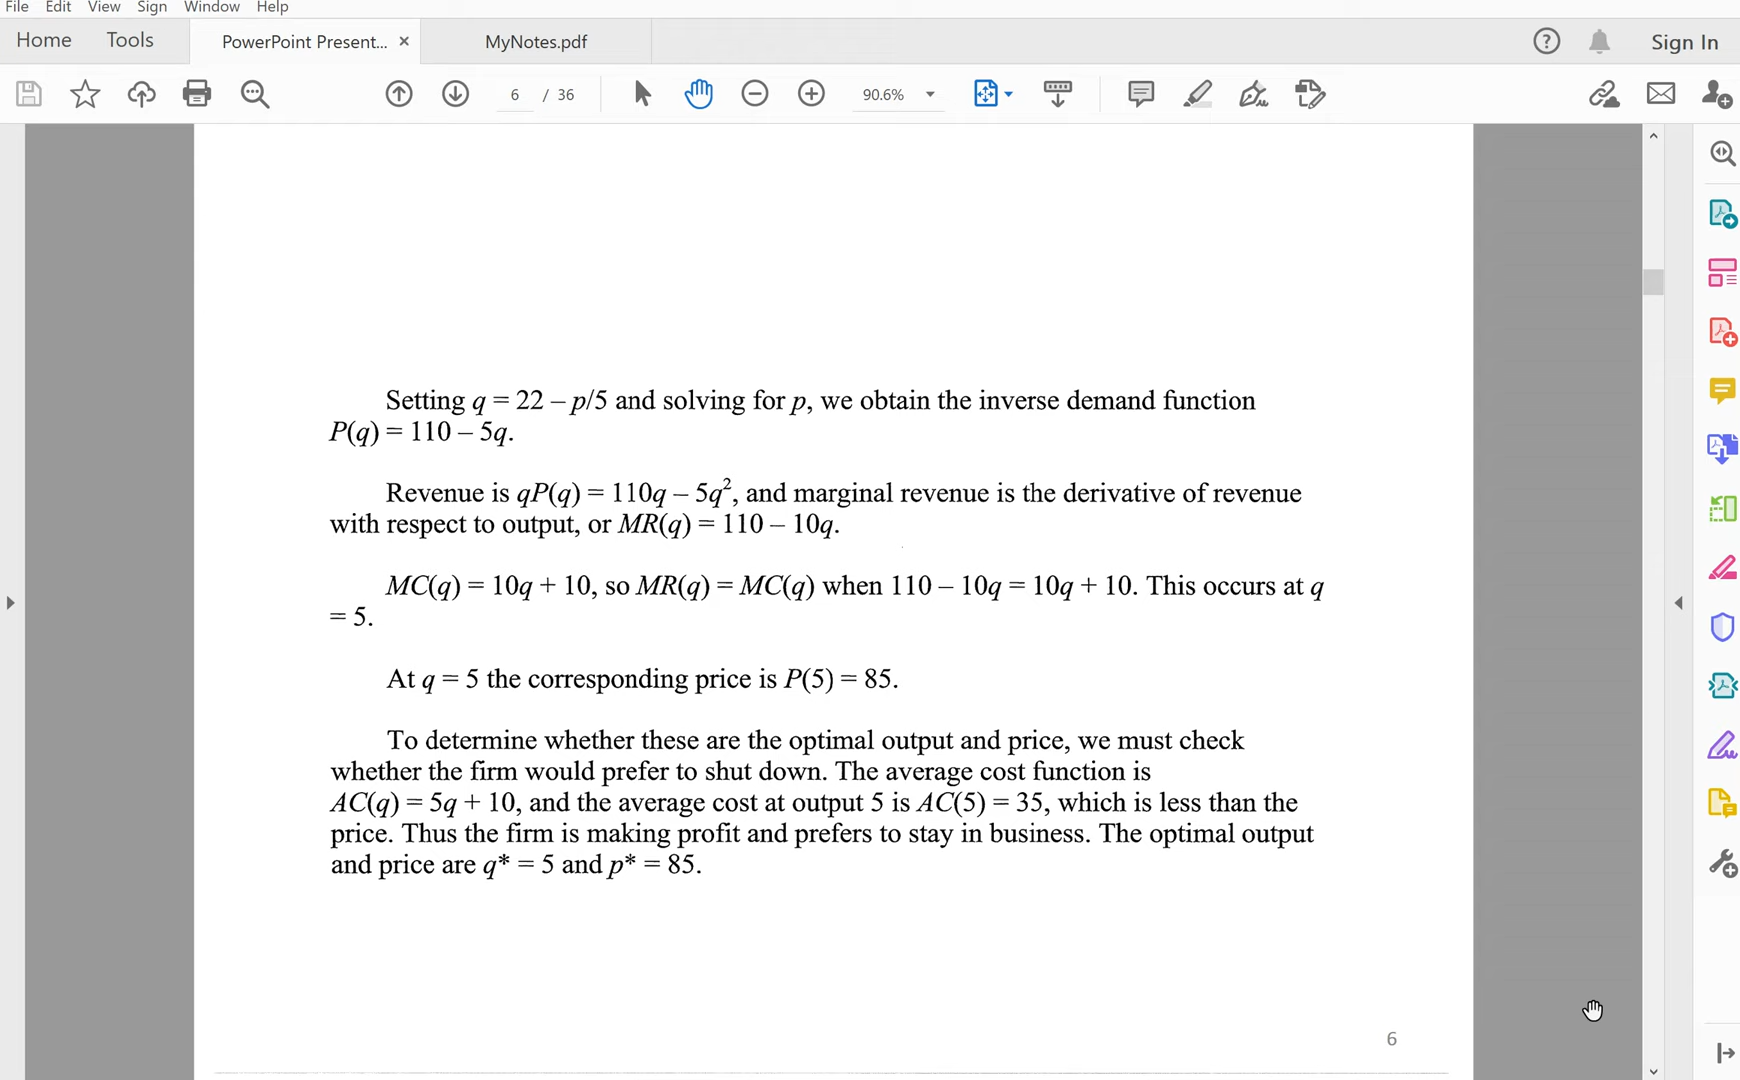 File Edit View Sign Window Help
Home Tools PowerPoint Present... × MyNotes.pdf Sign In
6 / 36 90.6%
Setting q = 22 – p/5 and solving for p, we obtain the inverse demand function
P(q) = 110 – 5q.
Revenue is qP(q) = 110q – 5q², and marginal revenue is the derivative of revenue
with respect to output, or MR(q) = 110 – 10q.
MC(q) = 10q + 10, so MR(q) = MC(q) when 110 – 10q = 10q + 10. This occurs at q
= 5.
At q = 5 the corresponding price is P(5) = 85.
To determine whether these are the optimal output and price, we must check
whether the firm would prefer to shut down. The average cost function is
AC(q) = 5q + 10, and the average cost at output 5 is AC(5) = 35, which is less than the
price. Thus the firm is making profit and prefers to stay in business. The optimal output
and price are q* = 5 and p* = 85.
6